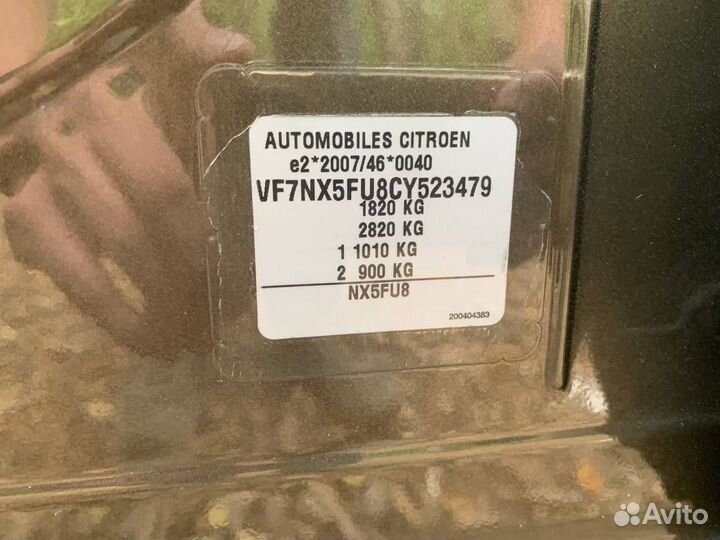 AUTOMOBILES CITROEN
e2*2007/46*0040
VF7NX5FU8CY523479
1820 KG
2820 KG
1 1010 KG
2 900 KG
NX5FU8
200404383
Avito